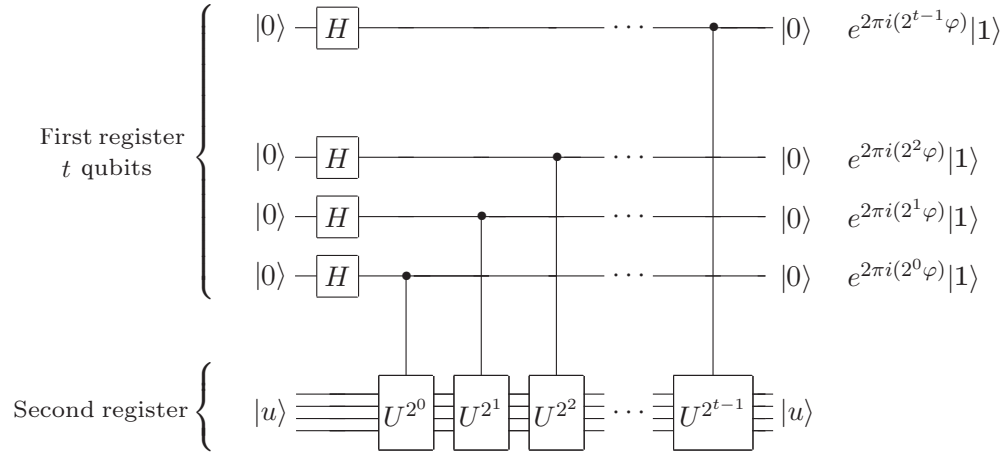 |0⟩ H ··· |0⟩ e^{2πi(2^{t−1}φ)}|1⟩
First register
t qubits
|0⟩ H ··· |0⟩ e^{2πi(2^2φ)}|1⟩
|0⟩ H ··· |0⟩ e^{2πi(2^1φ)}|1⟩
|0⟩ H ··· |0⟩ e^{2πi(2^0φ)}|1⟩
Second register |u⟩ U^{2^0} U^{2^1} U^{2^2} ··· U^{2^{t−1}} |u⟩